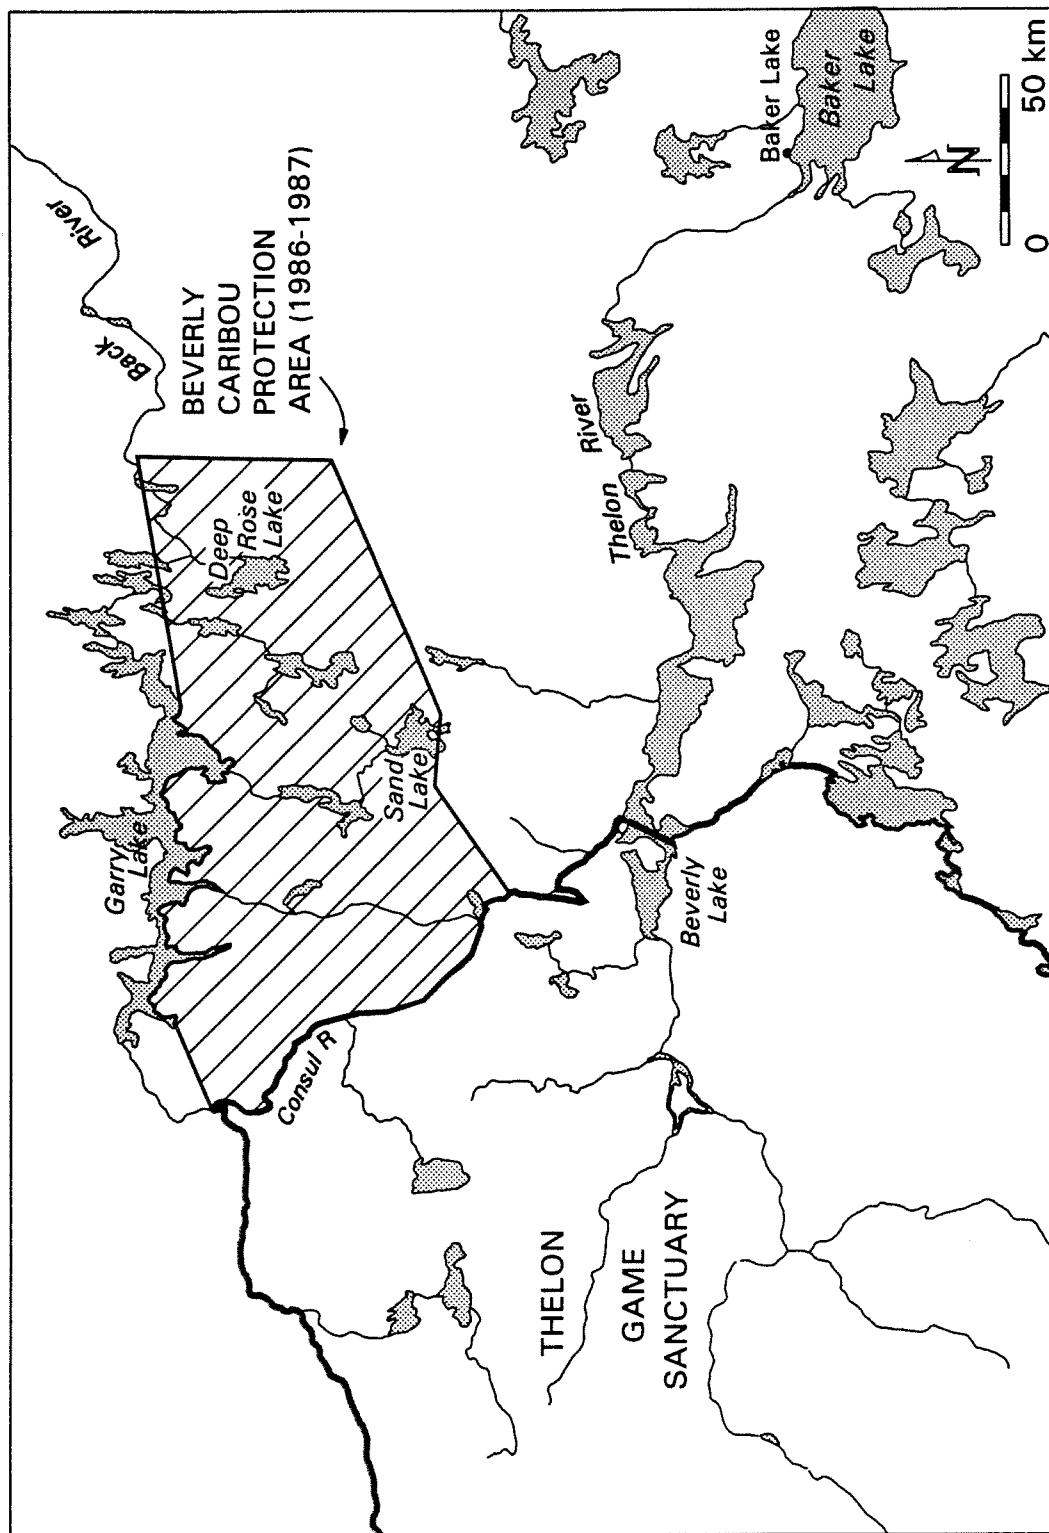 River
Back
BEVERLY
CARIBOU
PROTECTION
AREA (1986-1987)
Garry
Lake
Deep
Rose
Lake
Sand
Lake
Consul R
Thelon
River
Beverly
Lake
Baker Lake
Baker
Lake
THELON
GAME
SANCTUARY
N
0
50 km